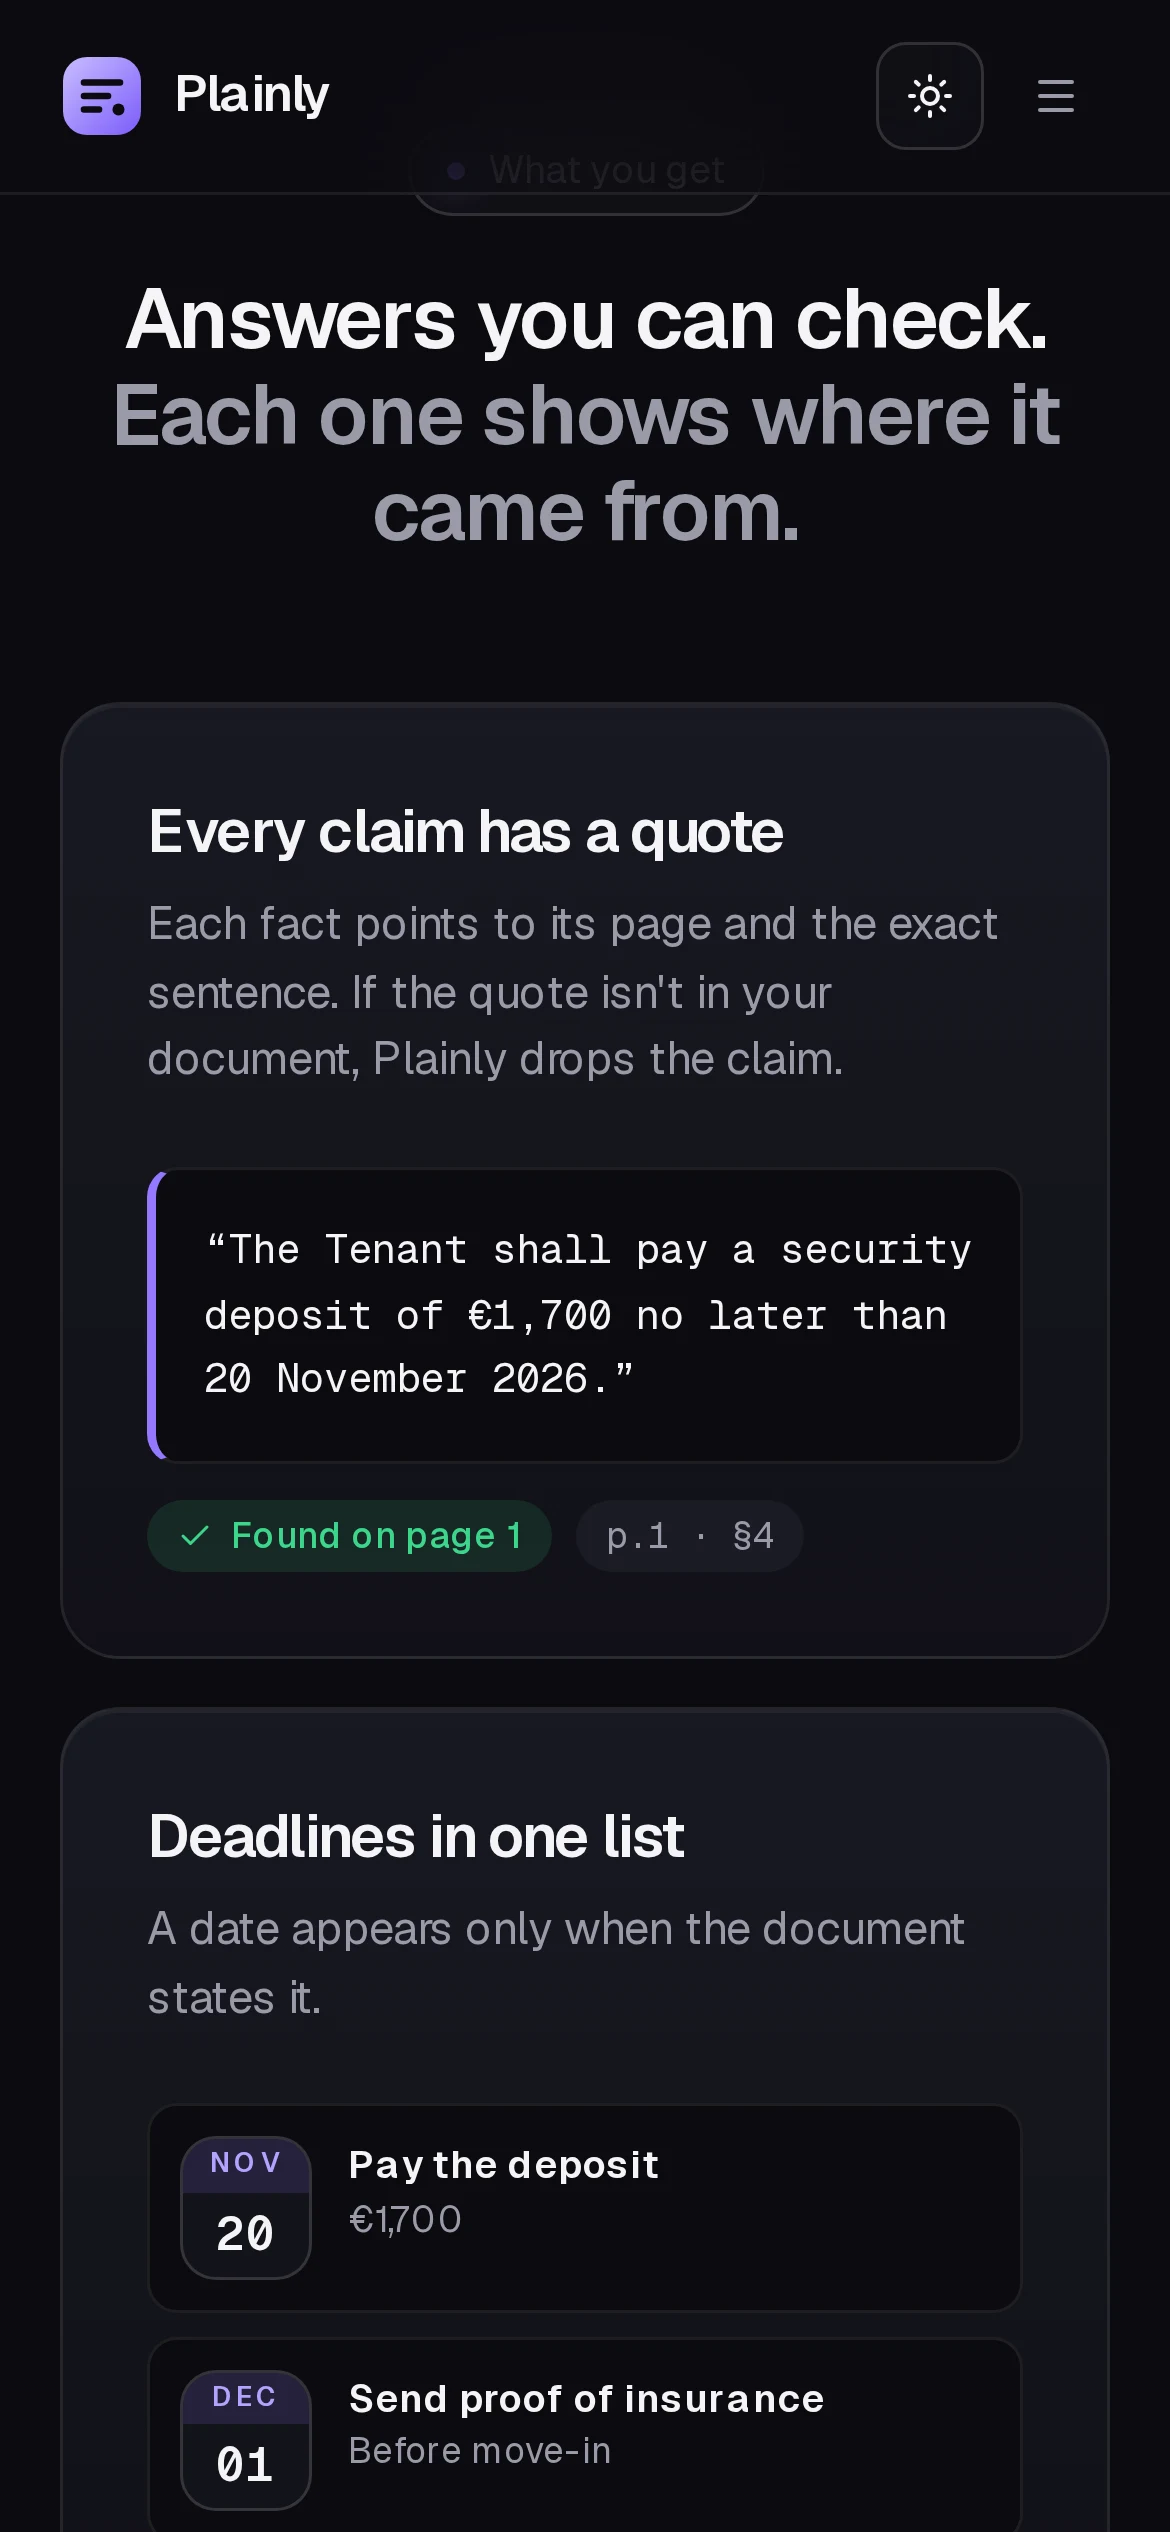 Plainly
What you get
Answers you can check.
Each one shows where it
came from.
Every claim has a quote
Each fact points to its page and the exact
sentence. If the quote isn't in your
document, Plainly drops the claim.
“The Tenant shall pay a security
deposit of €1,700 no later than
20 November 2026.”
Found on page 1
p.1 · §4
Deadlines in one list
A date appears only when the document
states it.
NOV
20
Pay the deposit
€1,700
DEC
01
Send proof of insurance
Before move-in